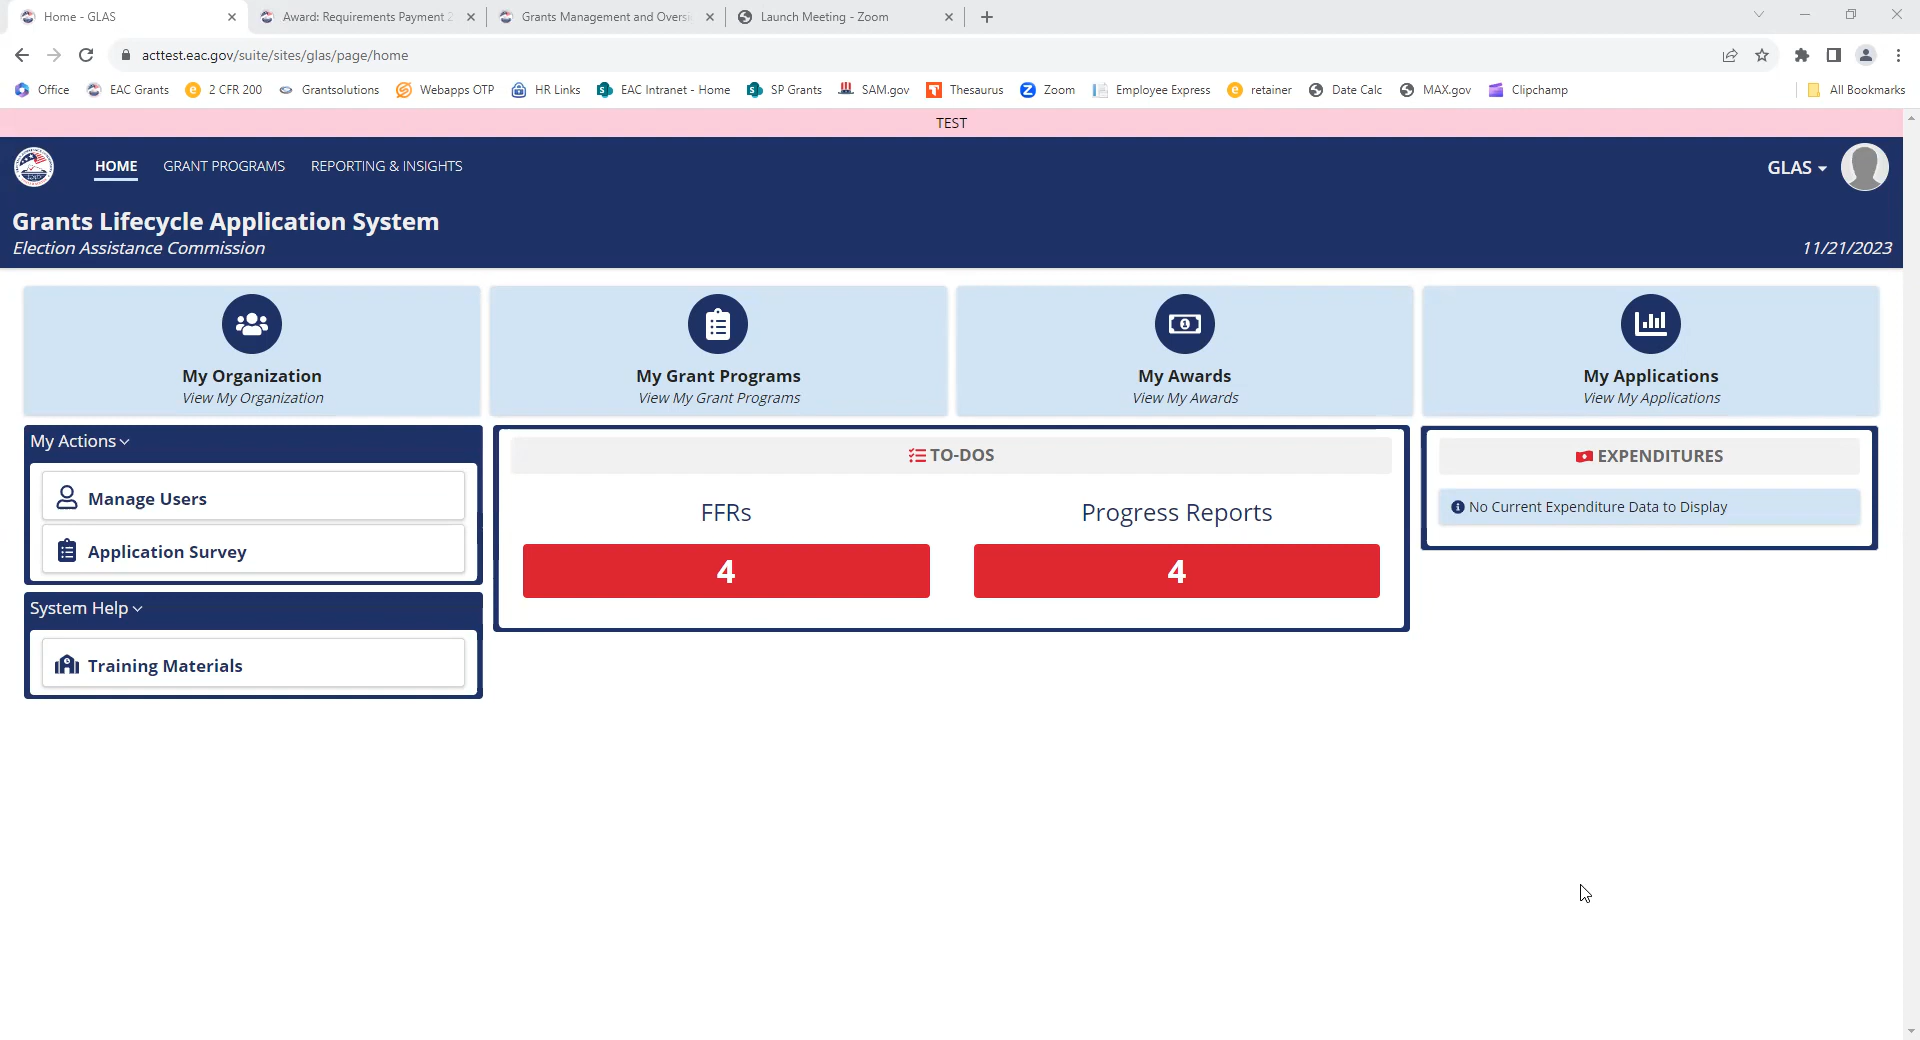 Home - GLAS
Award: Requirements Payment 2
Grants Management and Oversi
Launch Meeting - Zoom
acttest.eac.gov/suite/sites/glas/page/home
Office EAC Grants 2 CFR 200 Grantsolutions Webapps OTP HR Links EAC Intranet - Home SP Grants SAM.gov Thesaurus Zoom Employee Express retainer Date Calc MAX.gov Clipchamp All Bookmarks
TEST
HOME GRANT PROGRAMS REPORTING & INSIGHTS
GLAS
Grants Lifecycle Application System
Election Assistance Commission
11/21/2023
My Organization
View My Organization
My Grant Programs
View My Grant Programs
My Awards
View My Awards
My Applications
View My Applications
My Actions
Manage Users
Application Survey
System Help
Training Materials
TO-DOS
FFRs
4
Progress Reports
4
EXPENDITURES
No Current Expenditure Data to Display